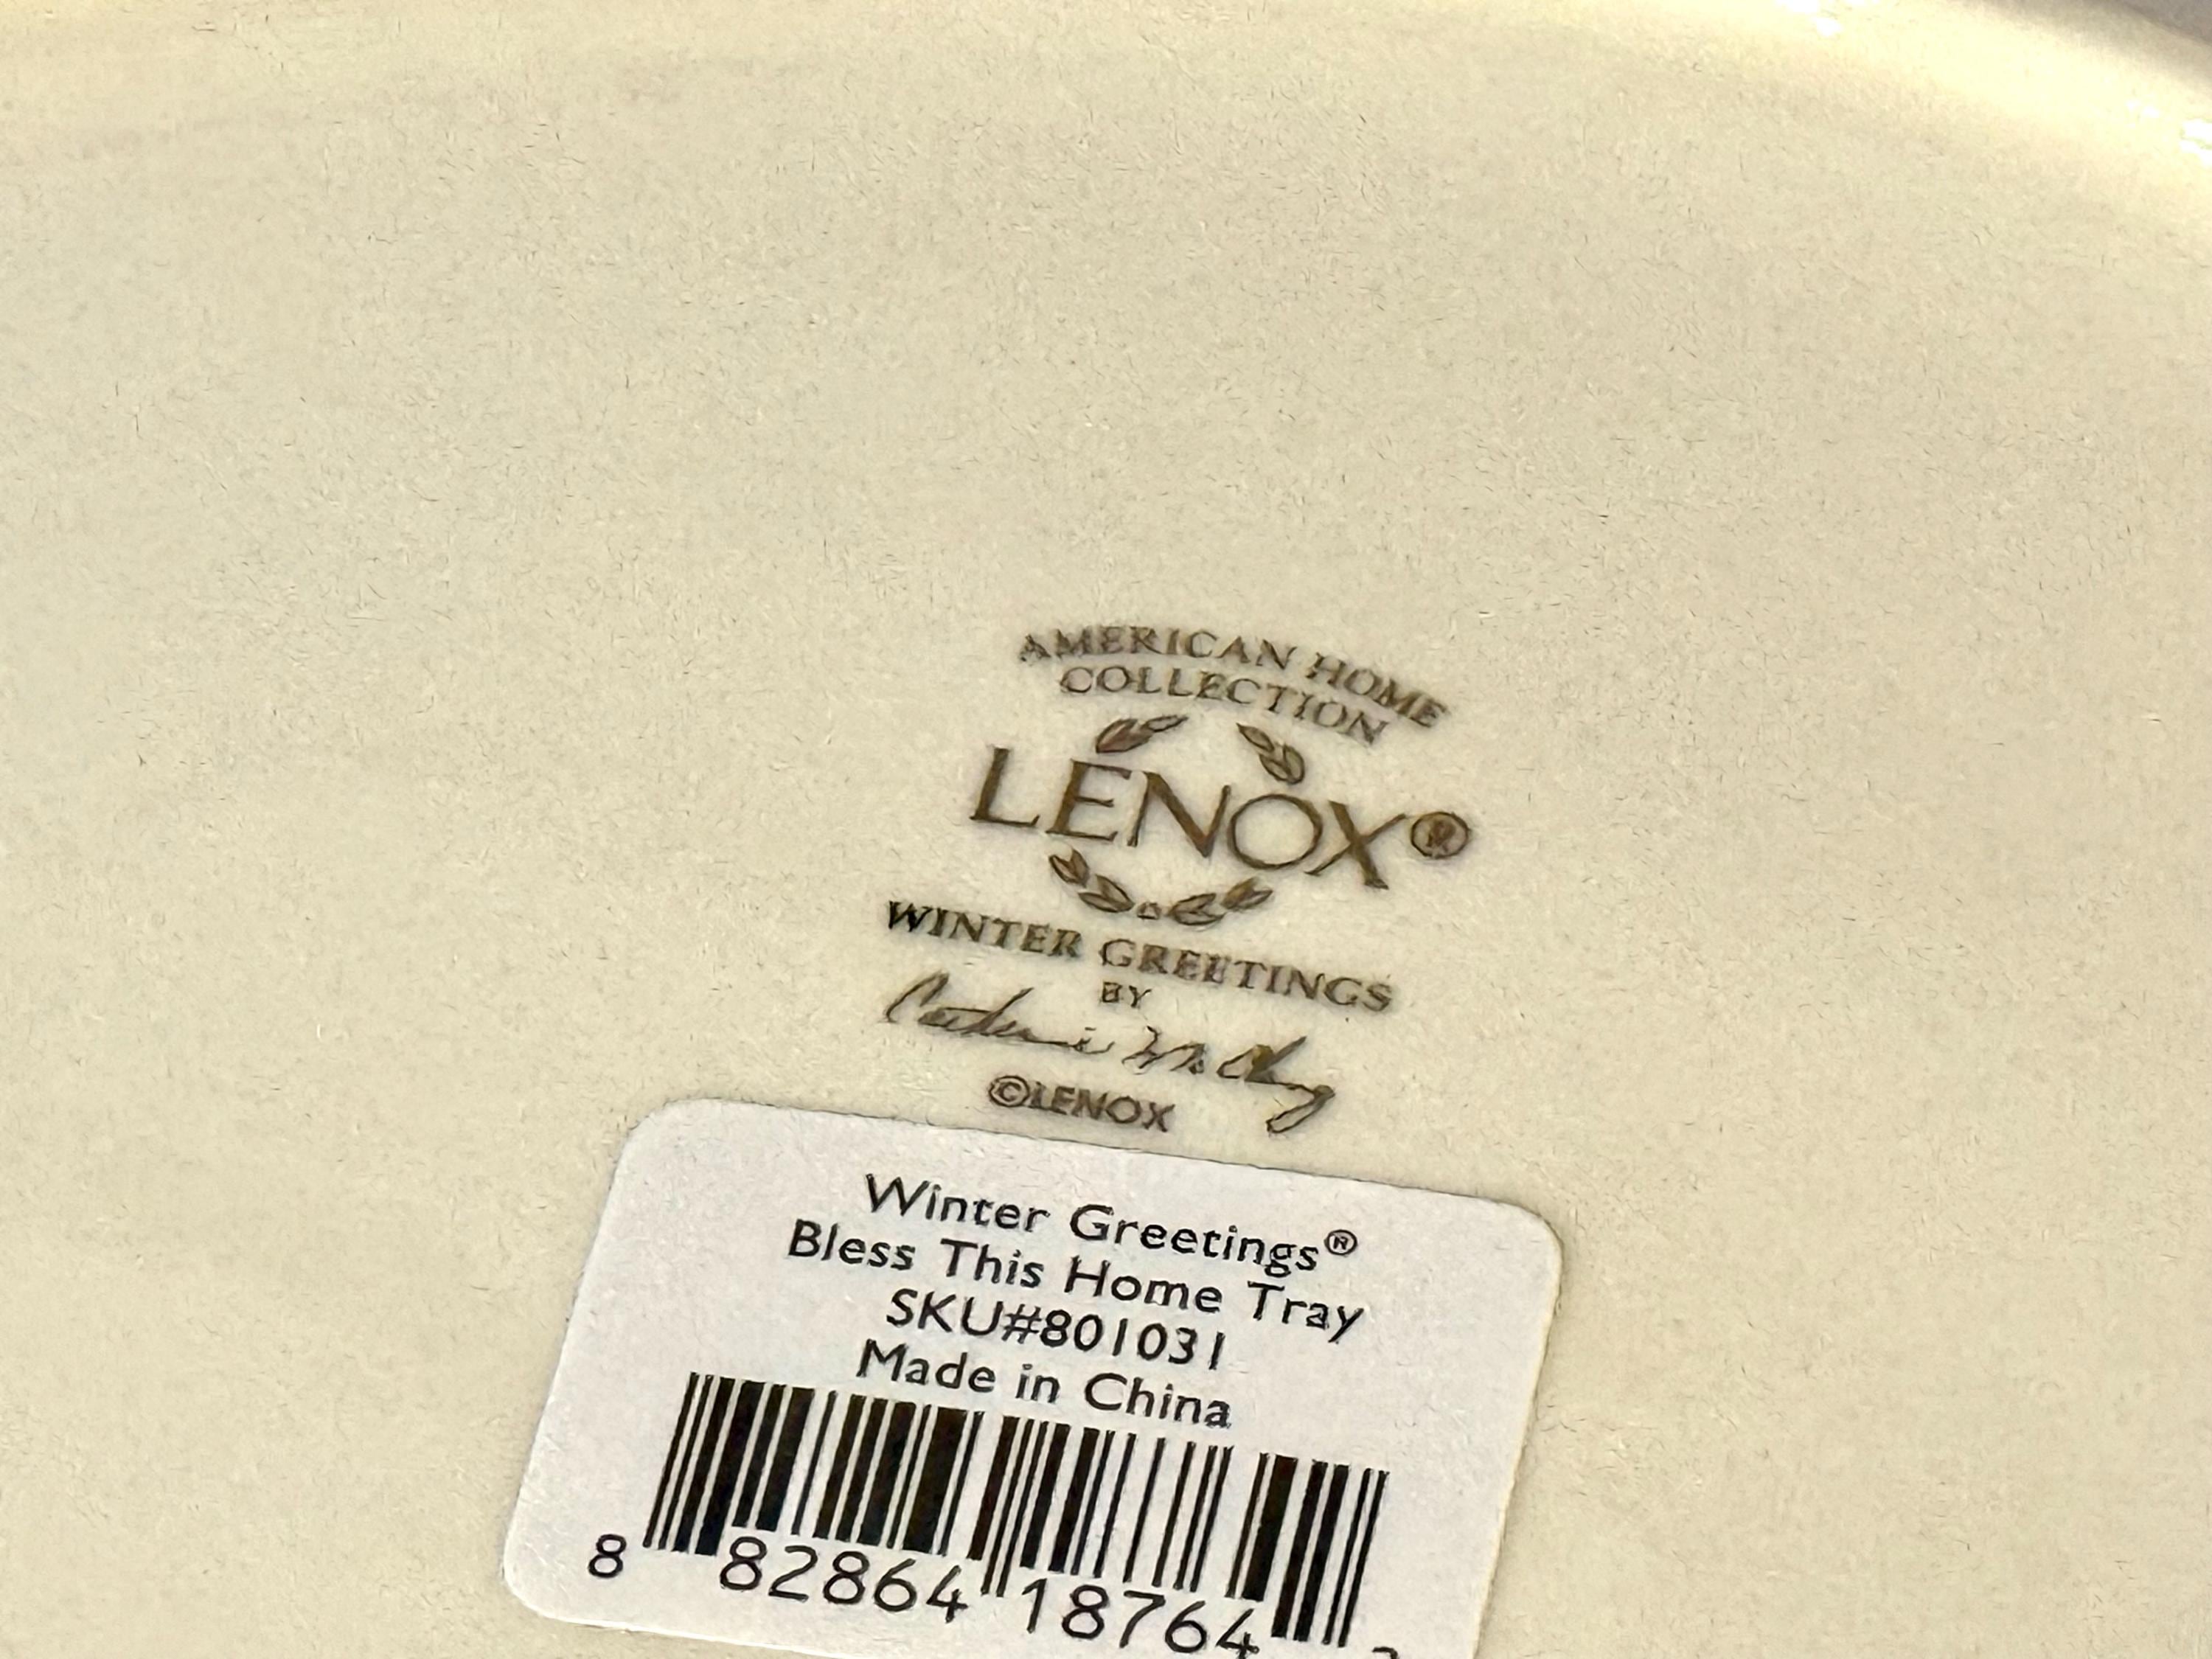 AMERICAN HOME
COLLECTION
LENOX®
WINTER GREETINGS
BY
©LENOX
Winter Greetings®
Bless This Home Tray
SKU#801031
Made in China
8 82864 18764